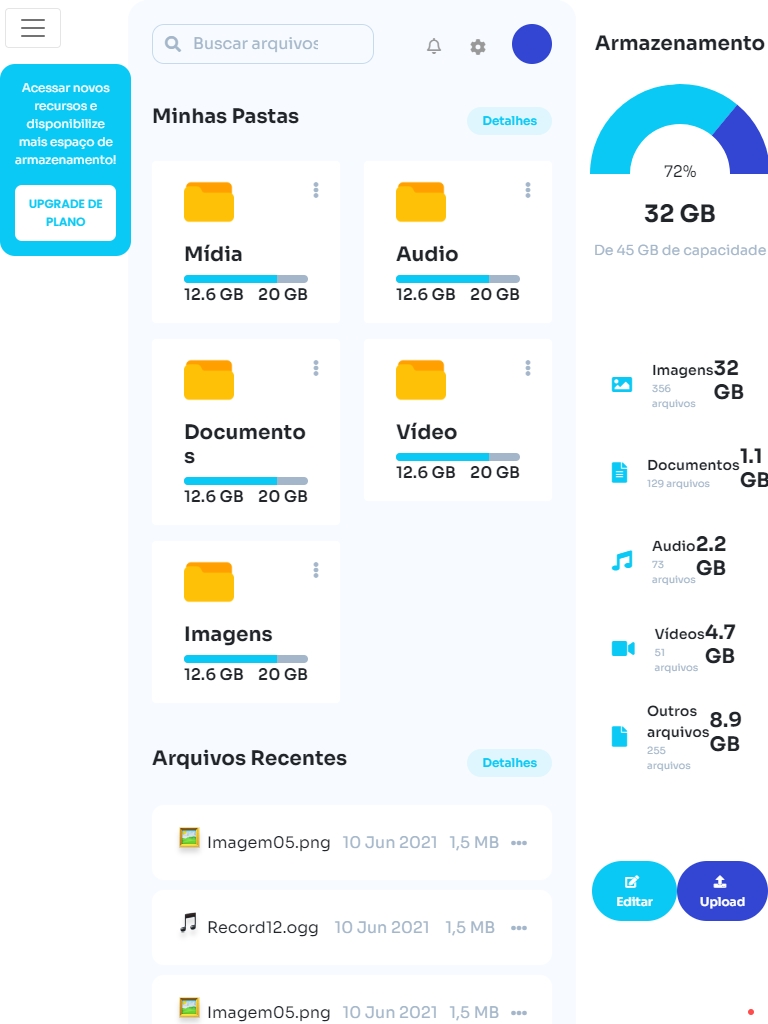 Acessar novos
recursos e
disponibilize
mais espaço de
armazenamento!
UPGRADE DE
PLANO
Buscar arquivos
Minhas Pastas
Detalhes
Mídia
12.6 GB 20 GB
Audio
12.6 GB 20 GB
Documento
s
12.6 GB 20 GB
Vídeo
12.6 GB 20 GB
Imagens
12.6 GB 20 GB
Arquivos Recentes
Detalhes
Imagem05.png 10 Jun 2021 1,5 MB
Record12.ogg 10 Jun 2021 1,5 MB
Imagem05.png 10 Jun 2021 1,5 MB
Armazenamento
72%
32 GB
De 45 GB de capacidade
Imagens
356
arquivos
32
GB
Documentos
129 arquivos
1.1
GB
Audio
73
arquivos
2.2
GB
Vídeos
51
arquivos
4.7
GB
Outros
arquivos
255
arquivos
8.9
GB
Editar
Upload